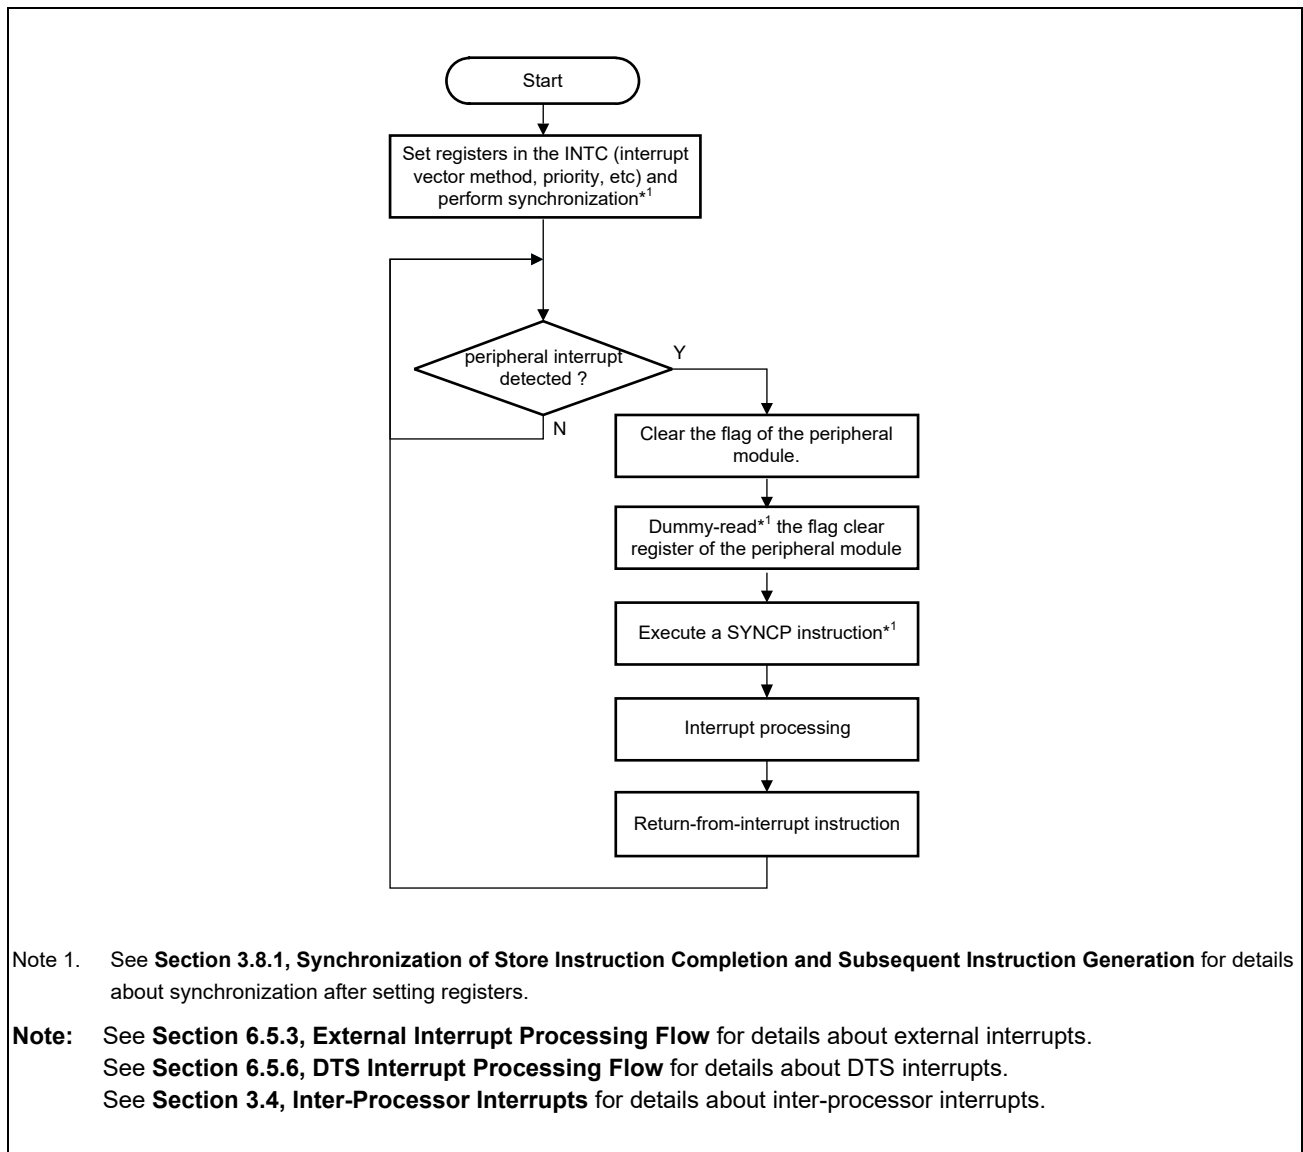 Start
Set registers in the INTC (interrupt
vector method, priority, etc) and
perform synchronization*1
peripheral interrupt
detected ?
Y
N
Clear the flag of the peripheral
module.
Dummy-read*1 the flag clear
register of the peripheral module
Execute a SYNCP instruction*1
Interrupt processing
Return-from-interrupt instruction
Note 1. See Section 3.8.1, Synchronization of Store Instruction Completion and Subsequent Instruction Generation for details
about synchronization after setting registers.
Note: See Section 6.5.3, External Interrupt Processing Flow for details about external interrupts.
See Section 6.5.6, DTS Interrupt Processing Flow for details about DTS interrupts.
See Section 3.4, Inter-Processor Interrupts for details about inter-processor interrupts.